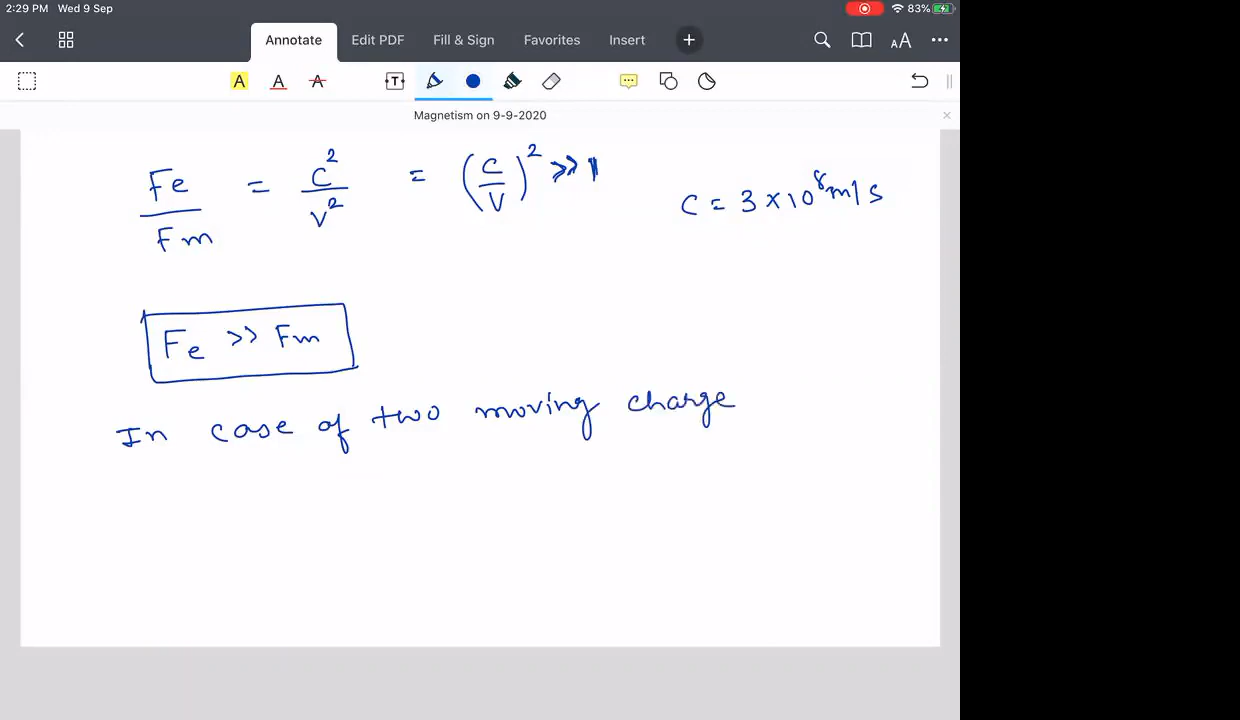 2:29 PM Wed 9 Sep 83%
Annotate Edit PDF Fill & Sign Favorites Insert
A A A T AA
Magnetism on 9-9-2020
Fe/Fm = c²/v² = (c/v)² >> 1
c = 3 × 10⁸ m/s
Fe >> Fm
In case of two moving charge